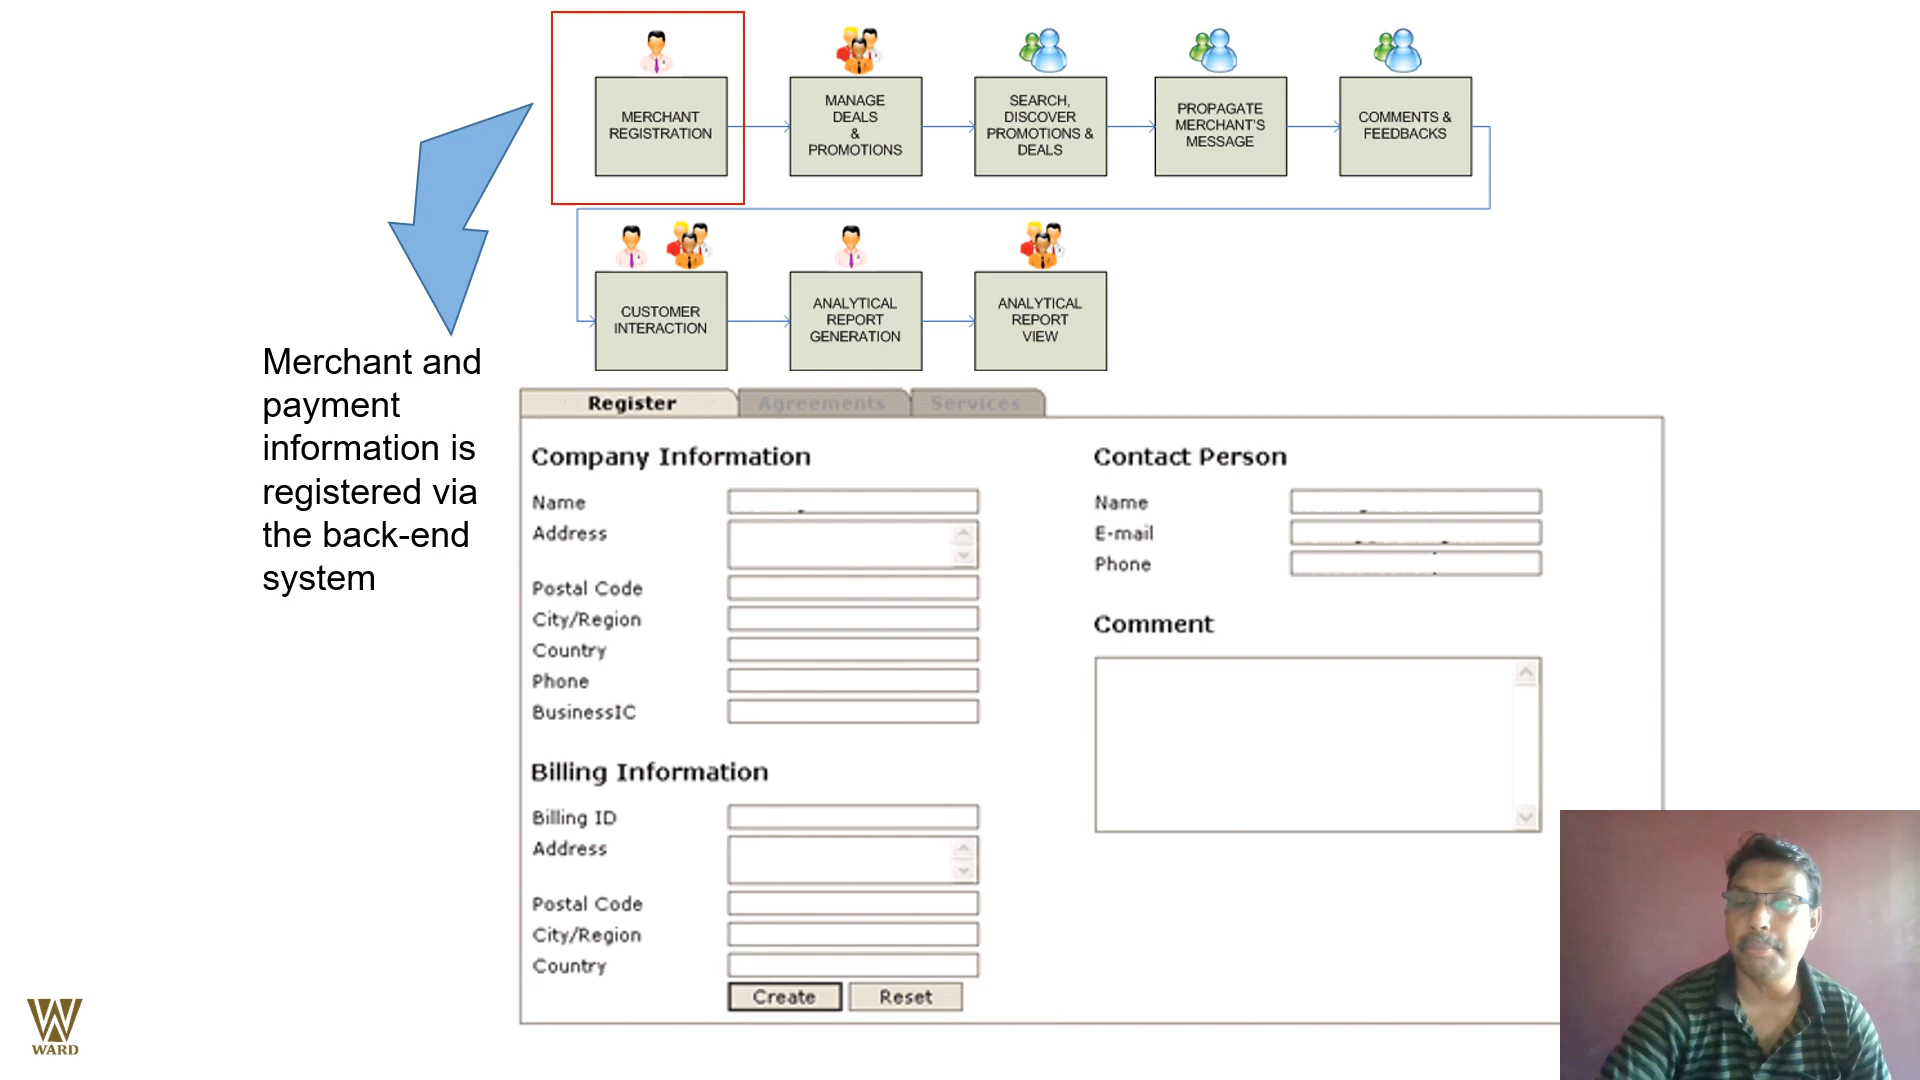 MERCHANT
REGISTRATION
MANAGE
DEALS
&
PROMOTIONS
SEARCH,
DISCOVER
PROMOTIONS &
DEALS
PROPAGATE
MERCHANT'S
MESSAGE
COMMENTS &
FEEDBACKS
CUSTOMER
INTERACTION
ANALYTICAL
REPORT
GENERATION
ANALYTICAL
REPORT
VIEW
Merchant and
payment
information is
registered via
the back-end
system
Register
Agreements
Services
Company Information
Name
Address
Postal Code
City/Region
Country
Phone
BusinessIC
Billing Information
Billing ID
Address
Postal Code
City/Region
Country
Create
Reset
Contact Person
Name
E-mail
Phone
Comment
WARD